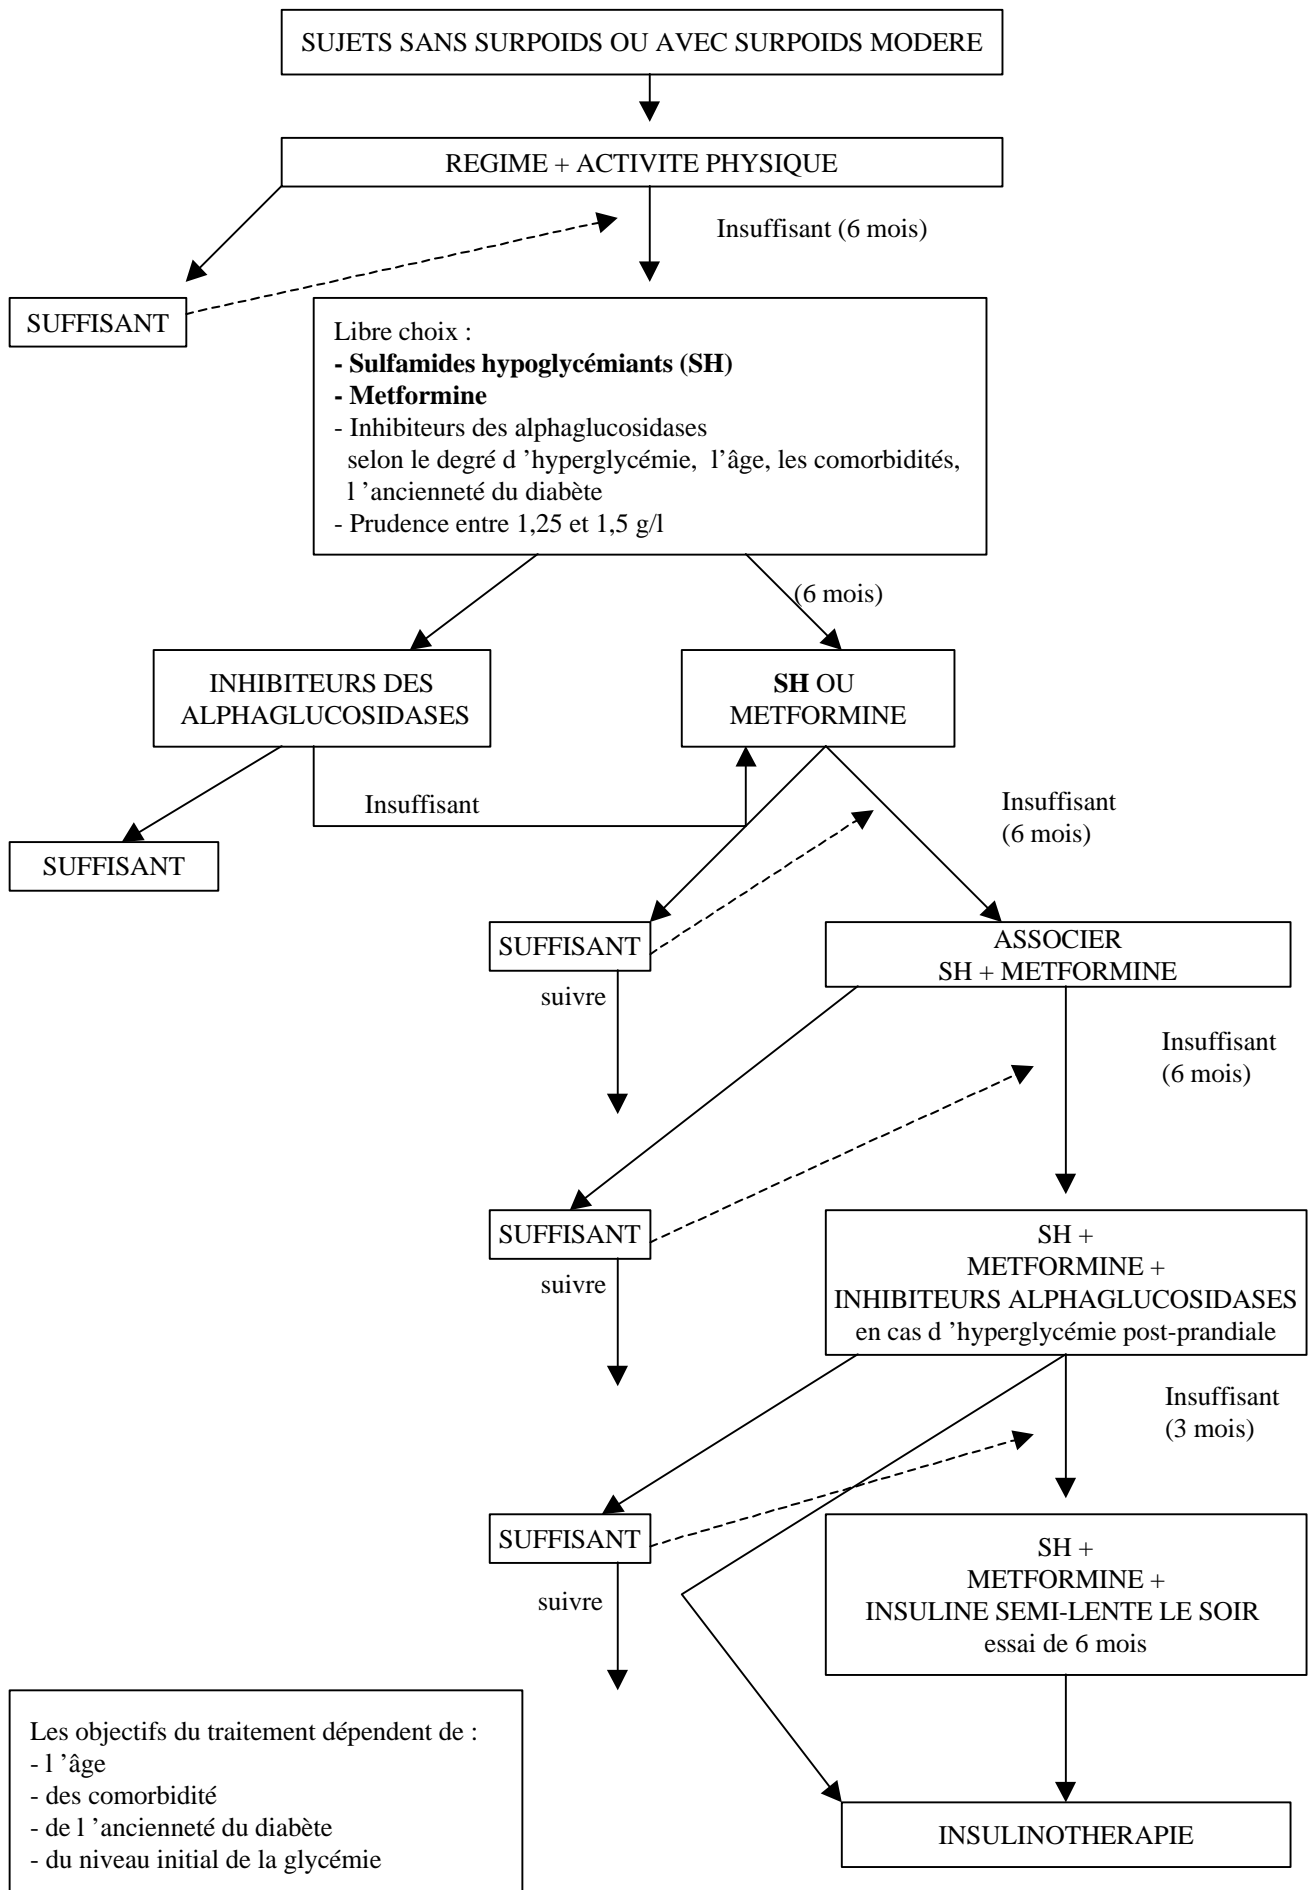 SUJETS SANS SURPOIDS OU AVEC SURPOIDS MODERE
REGIME + ACTIVITE PHYSIQUE
Insuffisant (6 mois)
SUFFISANT
Libre choix :
- Sulfamides hypoglycémiants (SH)
- Metformine
- Inhibiteurs des alphaglucosidases
selon le degré d ’hyperglycémie, l’âge, les comorbidités,
l ’ancienneté du diabète
- Prudence entre 1,25 et 1,5 g/l
(6 mois)
INHIBITEURS DES
ALPHAGLUCOSIDASES
SH OU
METFORMINE
Insuffisant
Insuffisant
(6 mois)
SUFFISANT
SUFFISANT
suivre
ASSOCIER
SH + METFORMINE
Insuffisant
(6 mois)
SUFFISANT
suivre
SH +
METFORMINE +
INHIBITEURS ALPHAGLUCOSIDASES
en cas d ’hyperglycémie post-prandiale
Insuffisant
(3 mois)
SUFFISANT
suivre
SH +
METFORMINE +
INSULINE SEMI-LENTE LE SOIR
essai de 6 mois
Les objectifs du traitement dépendent de :
- l ’âge
- des comorbidité
- de l ’ancienneté du diabète
- du niveau initial de la glycémie
INSULINOTHERAPIE